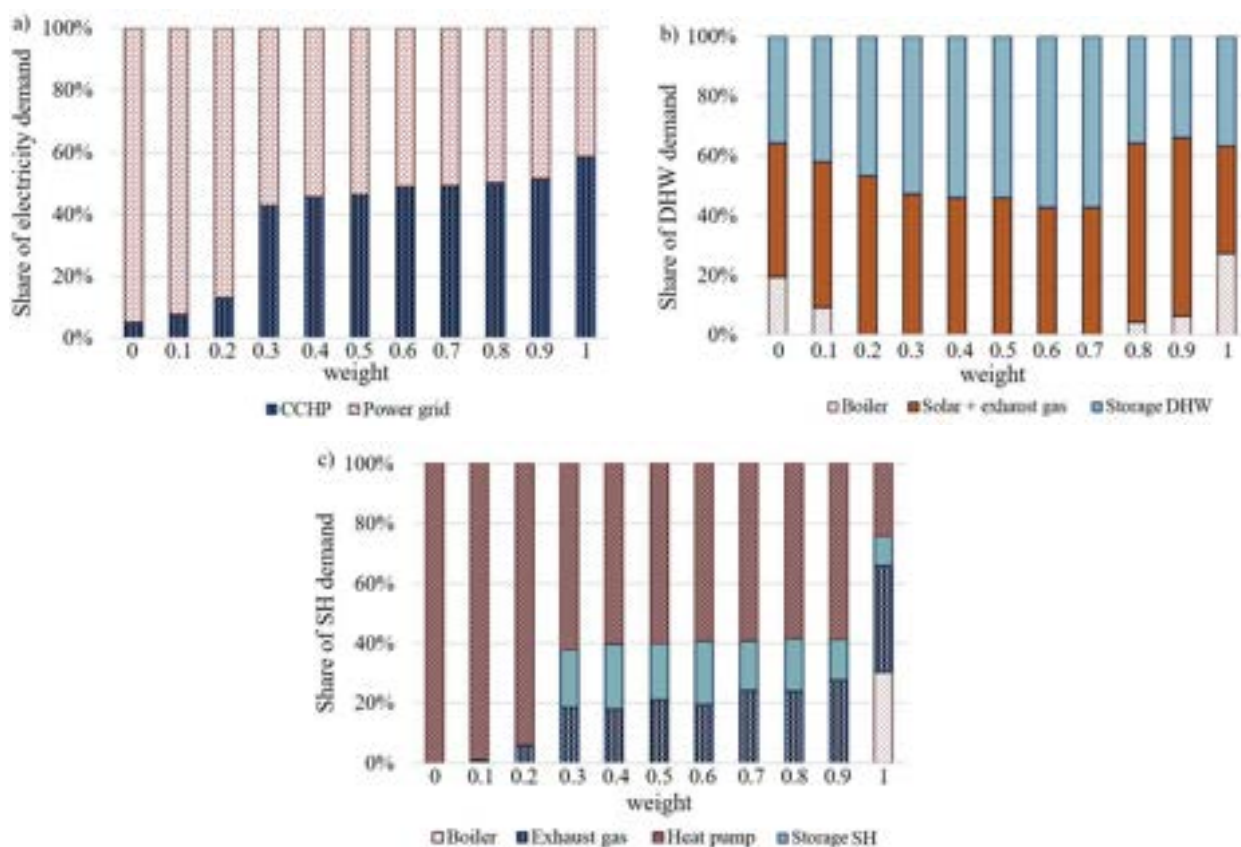 a)
Share of electricity demand
100%
80%
60%
40%
20%
0%
0 0.1 0.2 0.3 0.4 0.5 0.6 0.7 0.8 0.9 1
weight
CCHP Power grid
b)
Share of DHW demand
100%
80%
60%
40%
20%
0%
0 0.1 0.2 0.3 0.4 0.5 0.6 0.7 0.8 0.9 1
weight
Boiler Solar + exhaust gas Storage DHW
c)
Share of SH demand
100%
80%
60%
40%
20%
0%
0 0.1 0.2 0.3 0.4 0.5 0.6 0.7 0.8 0.9 1
weight
Boiler Exhaust gas Heat pump Storage SH